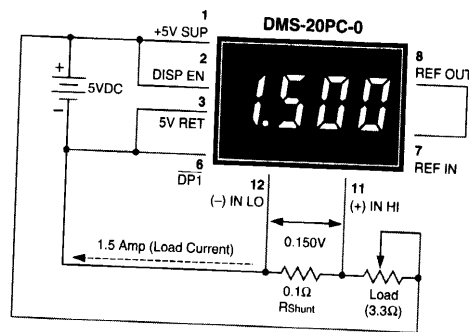 DMS-20PC-0
1
+5V SUP
2
DISP EN
3
5V RET
6
DP1
+
5VDC
−
1.500
8
REF OUT
7
REF IN
12
(–) IN LO
11
(+) IN HI
1.5 Amp (Load Current)
0.150V
0.1Ω
RShunt
Load
(3.3Ω)